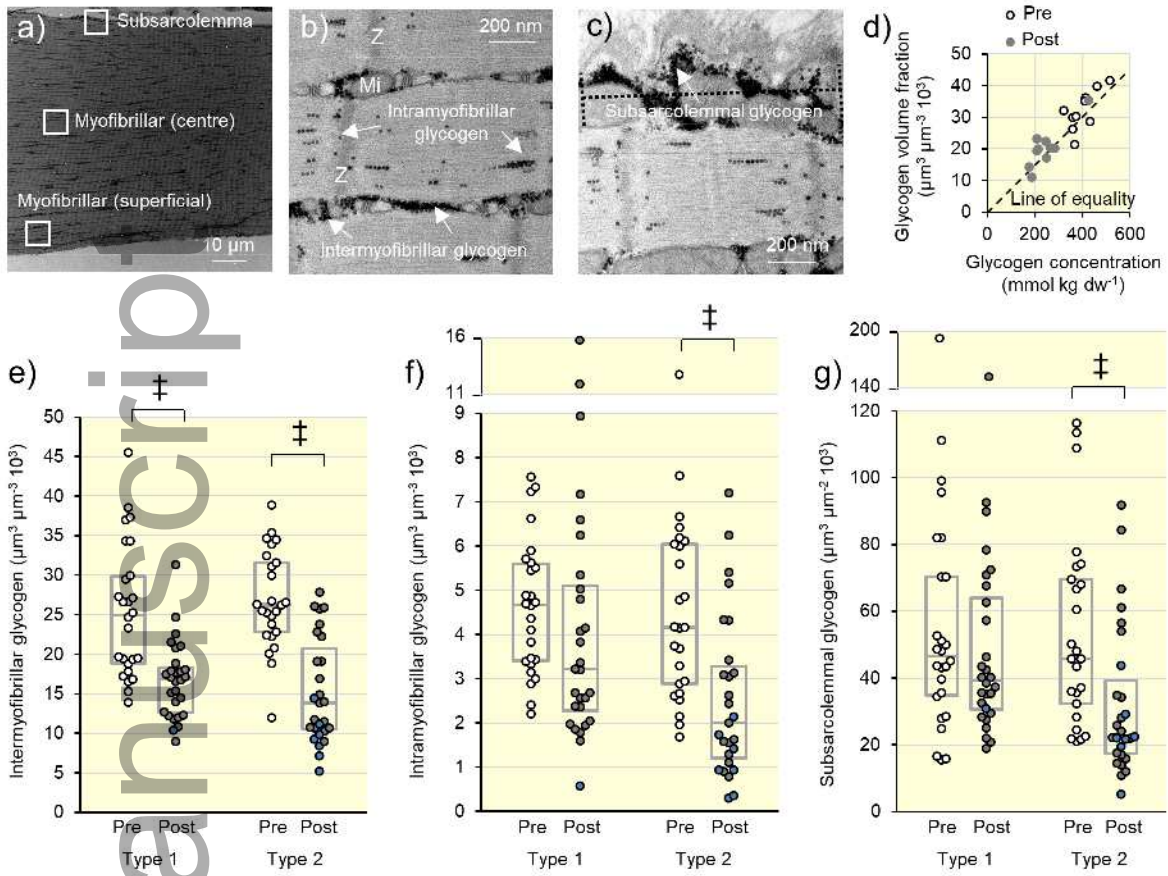 a)
Subsarcolemma
Myofibrillar (centre)
Myofibrillar (superficial)
10 µm
b)
Z
200 nm
Mi
Intramyofibrillar
glycogen
Z
Intermyofibrillar glycogen
c)
Subsarcolemmal glycogen
200 nm
d)
Pre
Post
Glycogen volume fraction
(µm³ µm⁻³ 10³)
50
40
30
20
10
0
Line of equality
0 200 400 600
Glycogen concentration
(mmol kg dw⁻¹)
e)
‡
‡
Intermyofibrillar glycogen (µm³ µm⁻³ 10³)
50
45
40
35
30
25
20
15
10
5
0
Pre Post Pre Post
Type 1 Type 2
f)
‡
Intramyofibrillar glycogen (µm³ µm⁻³ 10³)
16
11
9
8
7
6
5
4
3
2
1
0
Pre Post Pre Post
Type 1 Type 2
g)
‡
Subsarcolemmal glycogen (µm³ µm⁻² 10³)
200
140
120
100
80
60
40
20
0
Pre Post Pre Post
Type 1 Type 2
anuscript